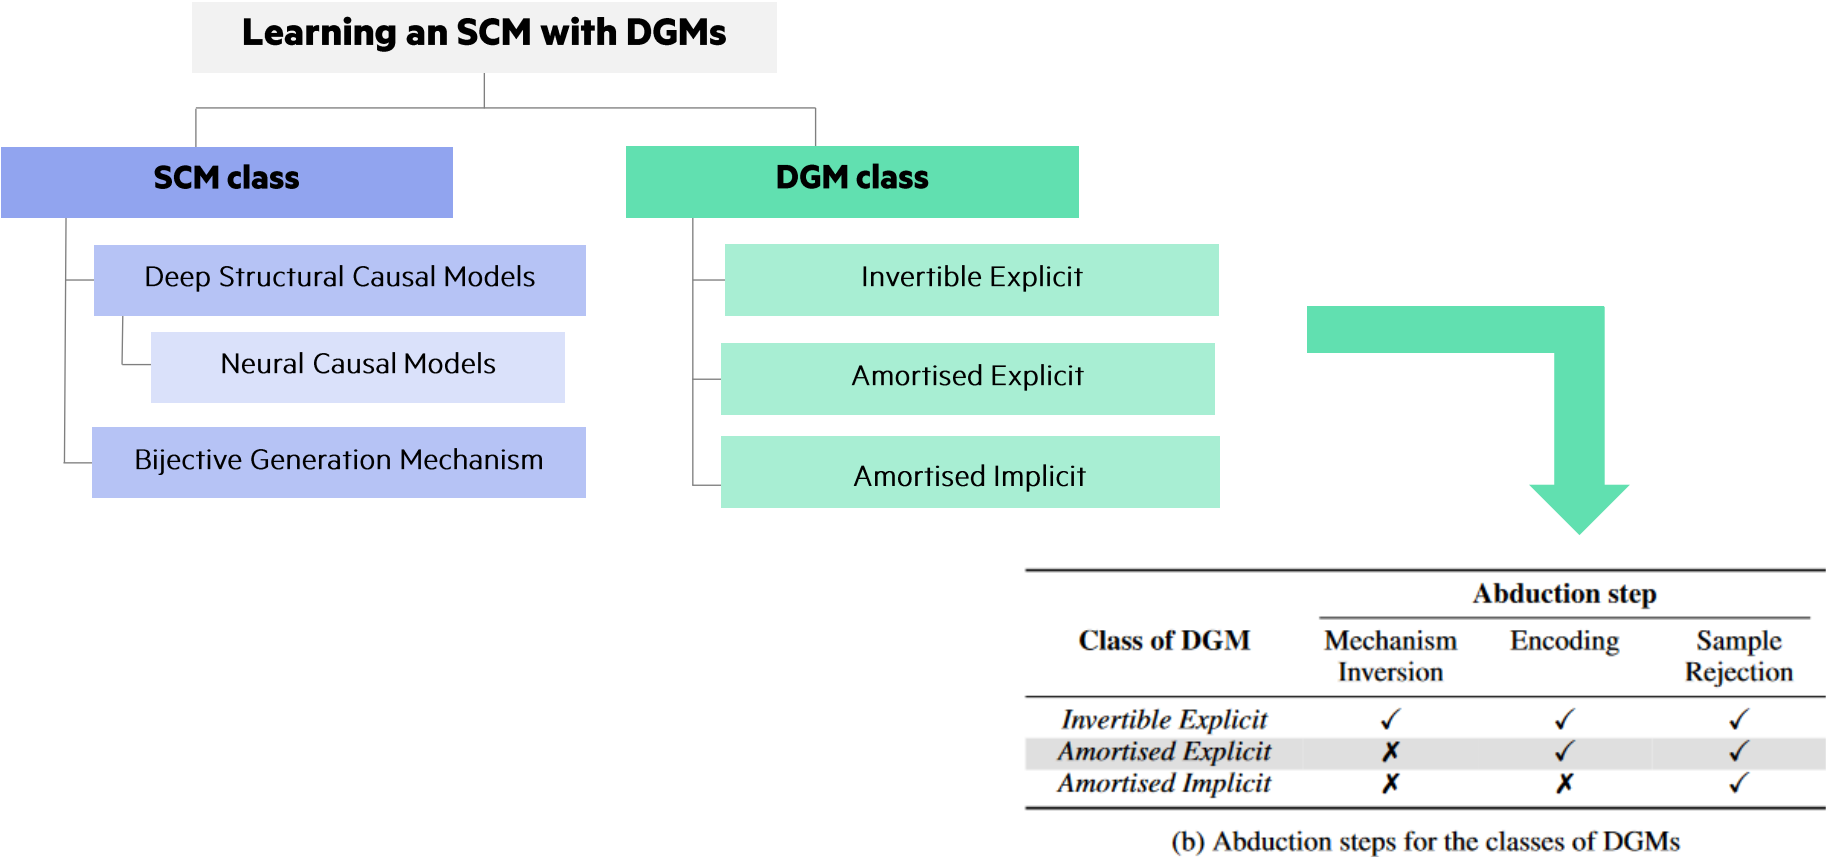 Learning an SCM with DGMs
SCM class
DGM class
Deep Structural Causal Models
Neural Causal Models
Bijective Generation Mechanism
Invertible Explicit
Amortised Explicit
Amortised Implicit
Abduction step
Class of DGM Mechanism Encoding Sample
Inversion Rejection
Invertible Explicit ✓ ✓ ✓
Amortised Explicit ✗ ✓ ✓
Amortised Implicit ✗ ✗ ✓
(b) Abduction steps for the classes of DGMs